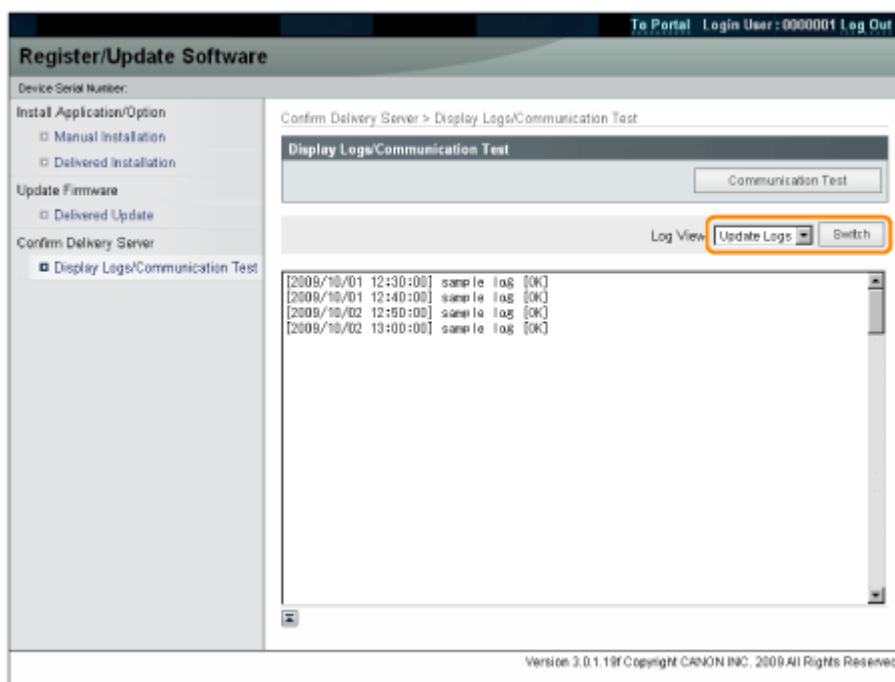 To Portal Login User : 0000001 Log Out
Register/Update Software
Device Serial Number:
Install Application/Option
Manual Installation
Delivered Installation
Update Firmware
Delivered Update
Confirm Delivery Server
Display Logs/Communication Test
Confirm Delivery Server > Display Logs/Communication Test
Display Logs/Communication Test
Communication Test
Log View Update Logs Switch
[2009/10/01 12:30:00] sample log [OK]
[2009/10/01 12:40:00] sample log [OK]
[2009/10/02 12:50:00] sample log [OK]
[2009/10/02 13:00:00] sample log [OK]
Version 3.0.1.19f Copyright CANON INC. 2009 All Rights Reserved